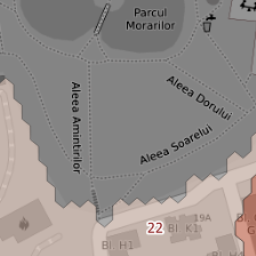 Parcul
Morarilor
Aleea Dorului
Aleea Amintirilor
Aleea Soarelui
19A
22
Bl. K1
Bl. H1